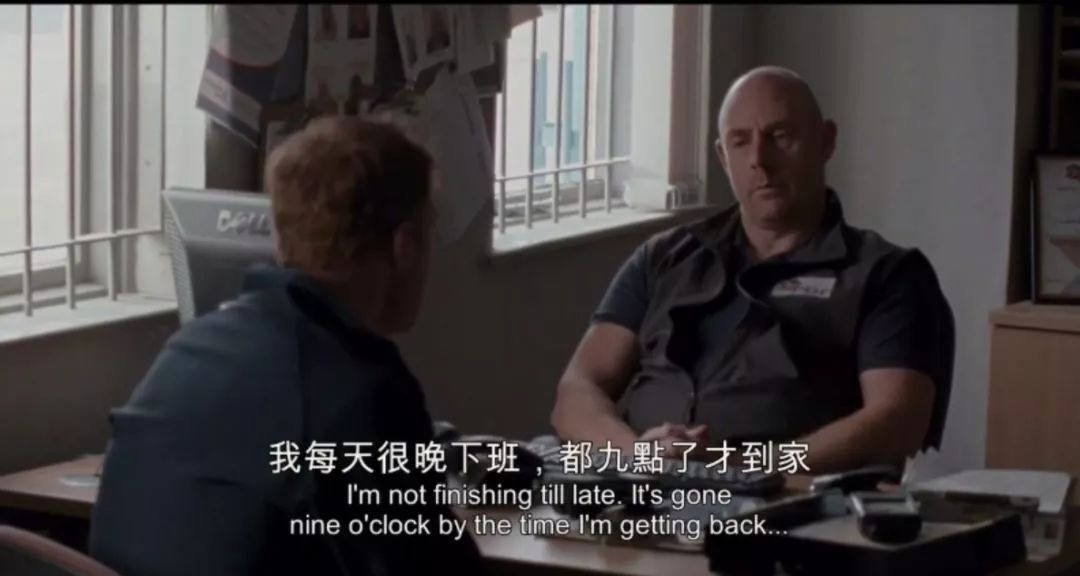 DELL
我每天很晚下班，都九點了才到家
I'm not finishing till late. It's gone
nine o'clock by the time I'm getting back...